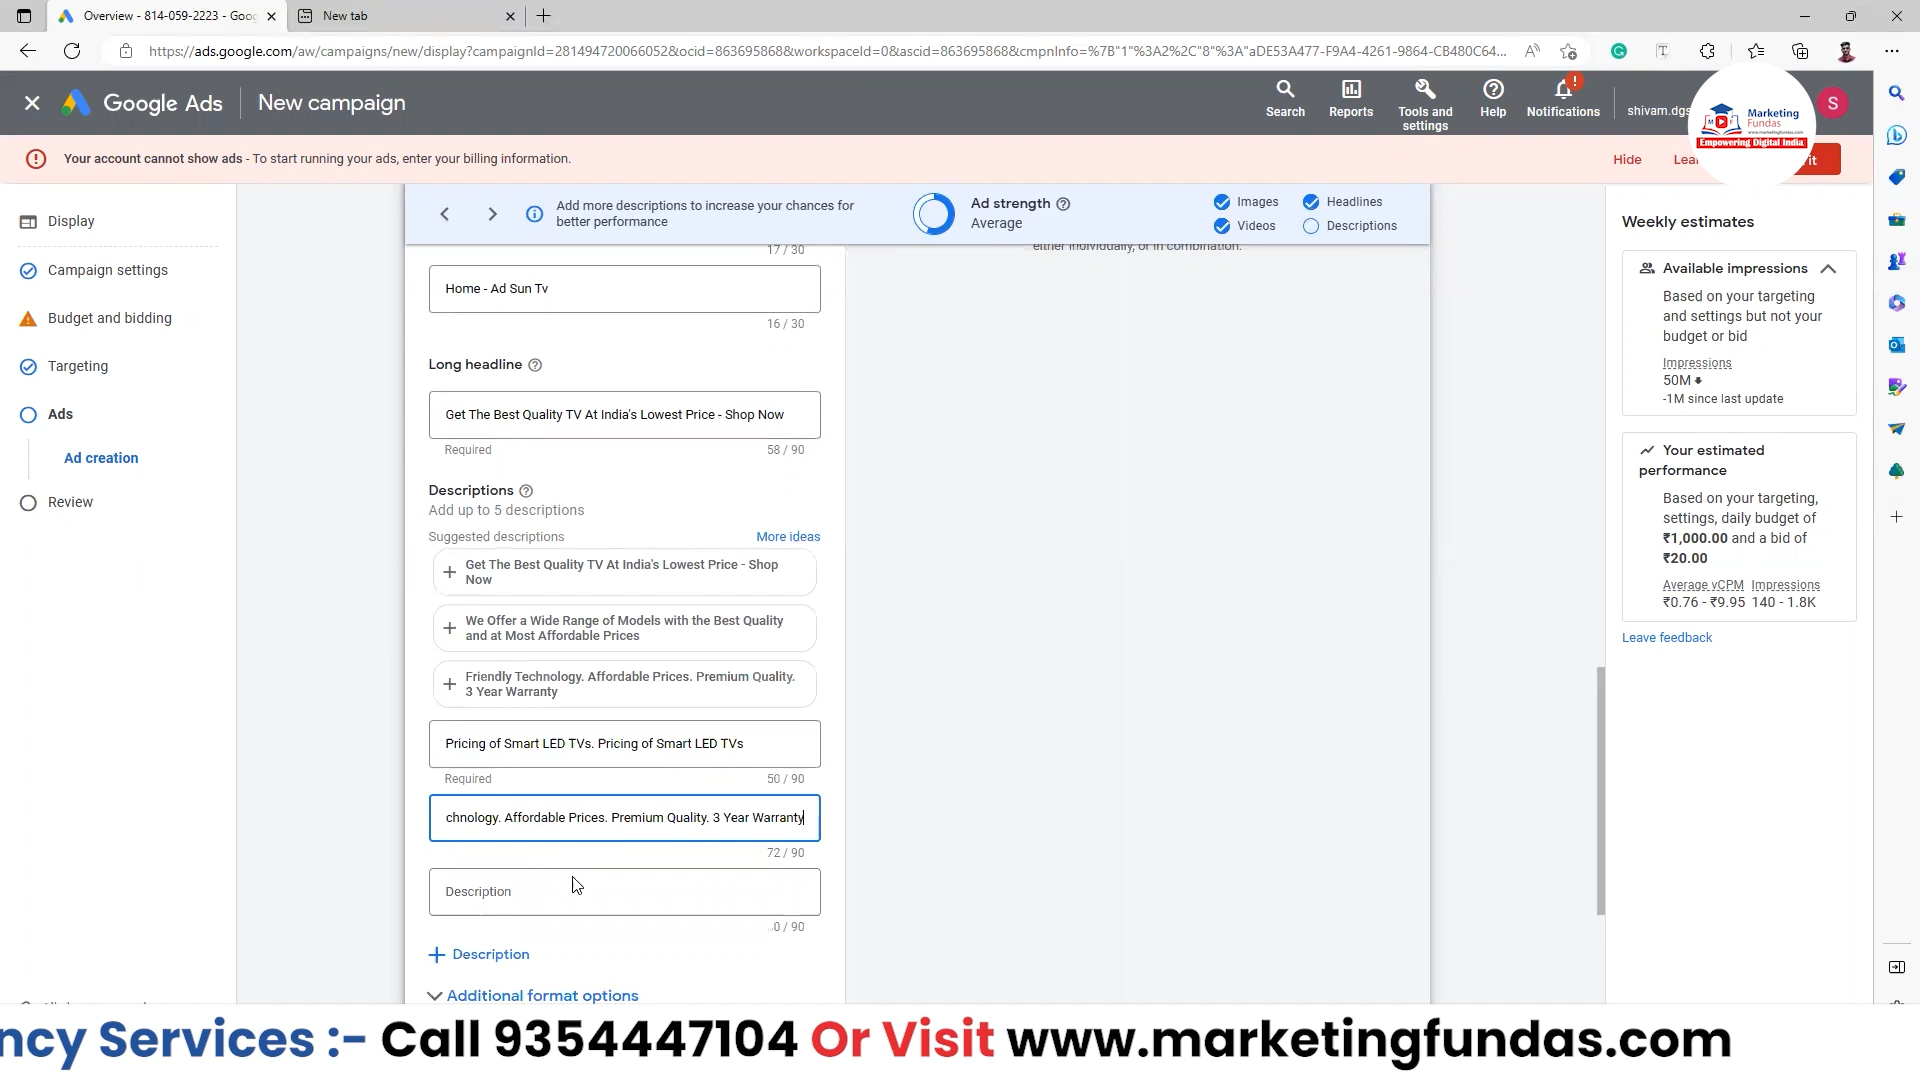 Overview - 814-059-2223 - Goog
New tab
https://ads.google.com/aw/campaigns/new/display?campaignId=2814947200660528&ocid=863695868&workspaceId=0&ascid=863695868&cmpnInfo=%7B"1"%3A2%2C"8"%3A"aDE53A477-F9A4-4261-9864-CB480C64...
Google Ads
New campaign
Search
Reports
Tools and settings
Help
Notifications
shivam.dgs
S
Marketing
Fundas
www.marketingfundas.com
Empowering Digital India
Your account cannot show ads - To start running your ads, enter your billing information.
Hide
Display
Campaign settings
Budget and bidding
Targeting
Ads
Ad creation
Review
Add more descriptions to increase your chances for
better performance
Ad strength
Average
Images
Headlines
Videos
Descriptions
either individually, or in combination.
17 / 30
Home - Ad Sun Tv
16 / 30
Long headline
Get The Best Quality TV At India's Lowest Price - Shop Now
Required
58 / 90
Descriptions
Add up to 5 descriptions
Suggested descriptions
More ideas
Get The Best Quality TV At India's Lowest Price - Shop
Now
We Offer a Wide Range of Models with the Best Quality
and at Most Affordable Prices
Friendly Technology. Affordable Prices. Premium Quality.
3 Year Warranty
Pricing of Smart LED TVs. Pricing of Smart LED TVs
Required
50 / 90
chnology. Affordable Prices. Premium Quality. 3 Year Warranty
72 / 90
Description
0 / 90
Description
Additional format options
Weekly estimates
Available impressions
Based on your targeting
and settings but not your
budget or bid
Impressions
50M
-1M since last update
Your estimated
performance
Based on your targeting,
settings, daily budget of
₹1,000.00 and a bid of
₹20.00
Average vCPM Impressions
₹0.76 - ₹9.95 140 - 1.8K
Leave feedback
ncy Services :- Call 9354447104 Or Visit www.marketingfundas.com